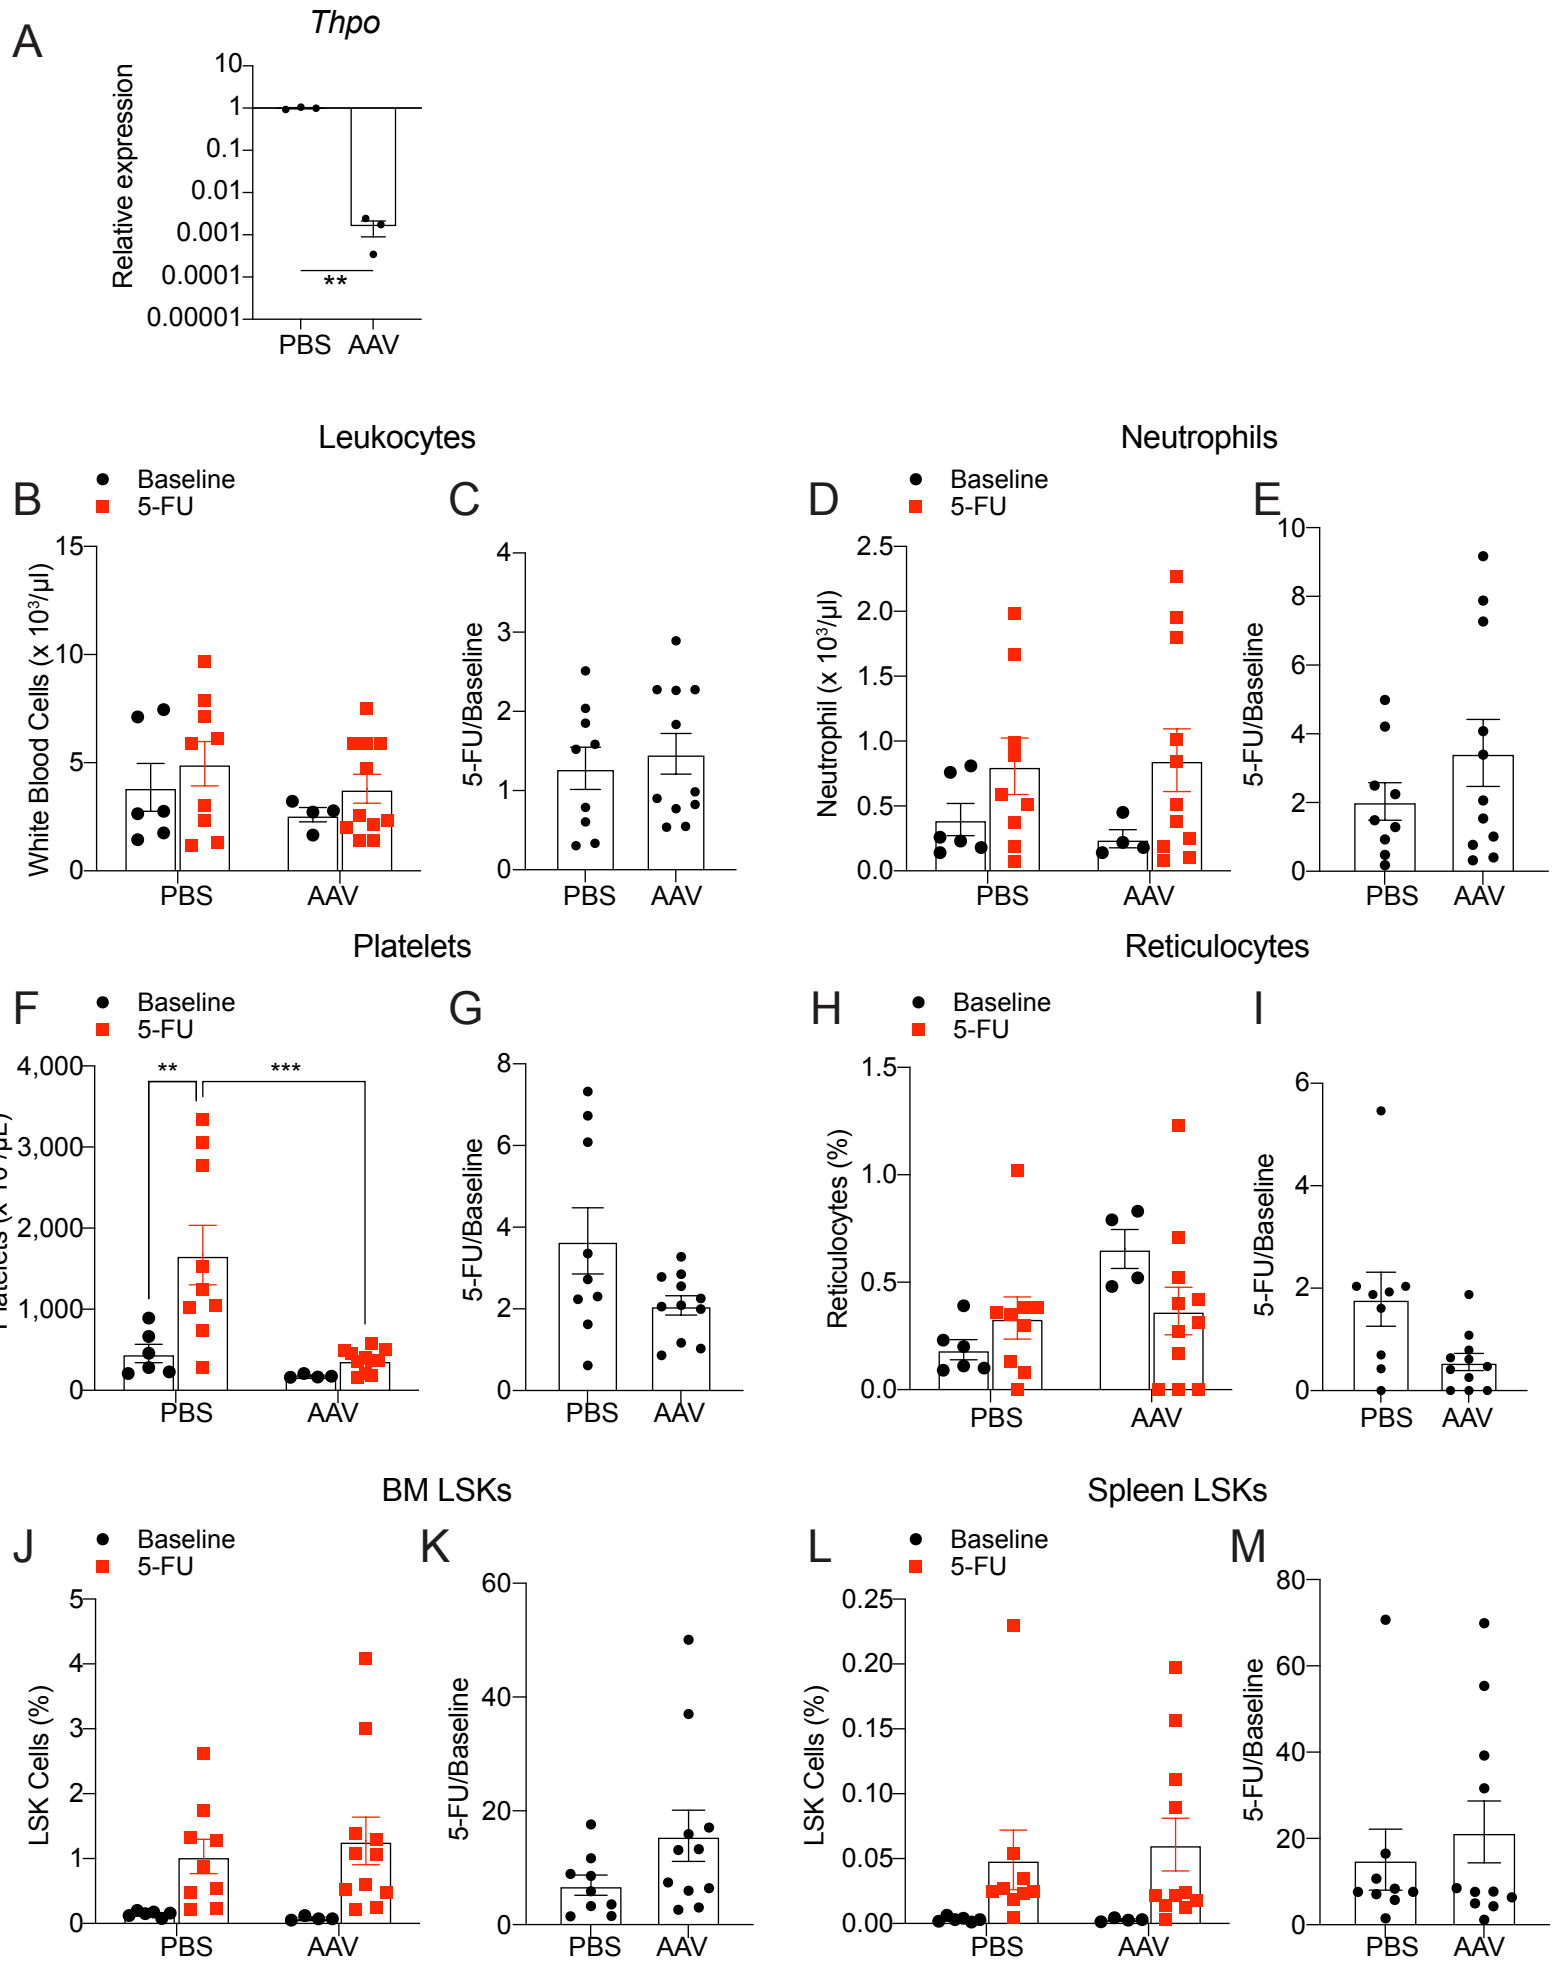 A
Thpo
Relative expression
10
1
0.1
0.01
0.001
0.0001
0.00001
**
PBS AAV
Leukocytes
Neutrophils
B
Baseline
5-FU
White Blood Cells (x 10³/µl)
15
10
5
0
PBS
AAV
C
5-FU/Baseline
4
3
2
1
0
PBS
AAV
D
Baseline
5-FU
Neutrophil (x 10³/µl)
2.5
2.0
1.5
1.0
0.5
0.0
PBS
AAV
E
5-FU/Baseline
10
8
6
4
2
0
PBS
AAV
Platelets
Reticulocytes
F
Baseline
5-FU
4,000
3,000
2,000
1,000
0
**
***
PBS
AAV
G
5-FU/Baseline
8
6
4
2
0
PBS
AAV
H
Baseline
5-FU
Reticulocytes (%)
1.5
1.0
0.5
0.0
PBS
AAV
I
5-FU/Baseline
6
4
2
0
PBS
AAV
BM LSKs
Spleen LSKs
J
Baseline
5-FU
LSK Cells (%)
5
4
3
2
1
0
PBS
AAV
K
5-FU/Baseline
60
40
20
0
PBS
AAV
L
Baseline
5-FU
LSK Cells (%)
0.25
0.20
0.15
0.10
0.05
0.00
PBS
AAV
M
5-FU/Baseline
80
60
40
20
0
PBS
AAV